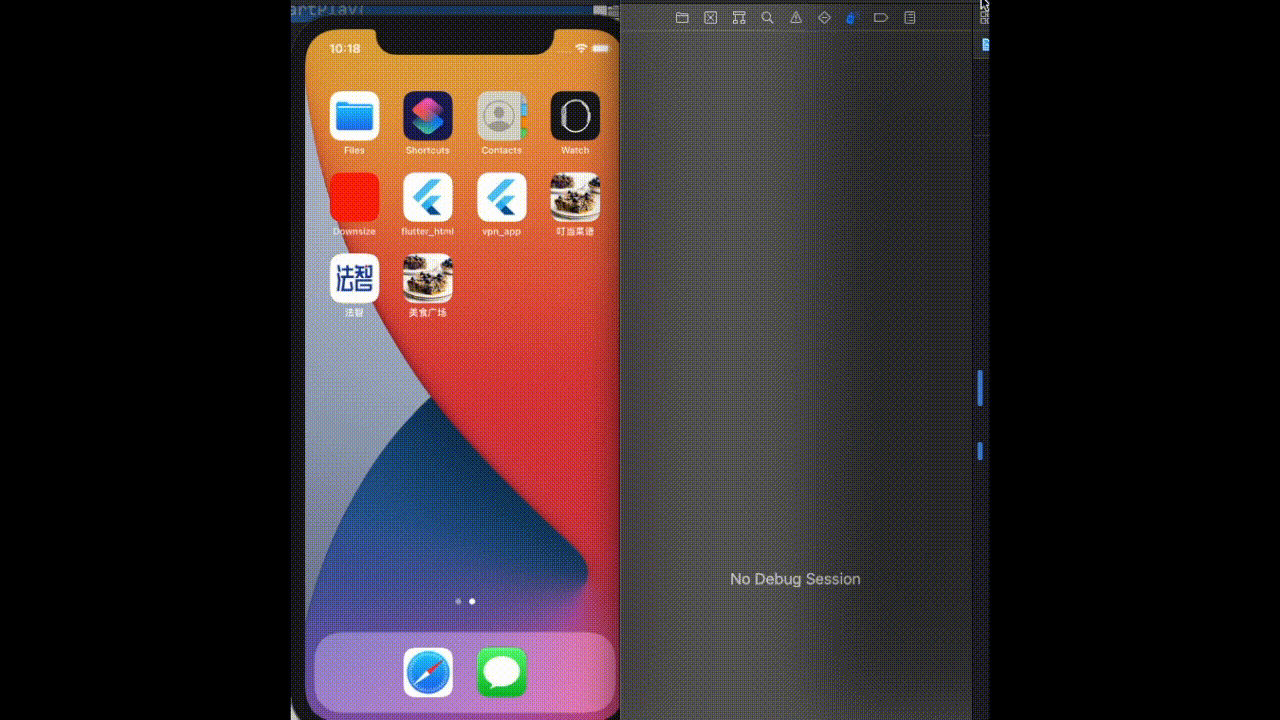 artPlay(
10:18
Files
Shortcuts
Contacts
Watch
Downsize
flutter_html
vpn_app
叮当菜谱
法智
法智
美食广场
No Debug Session